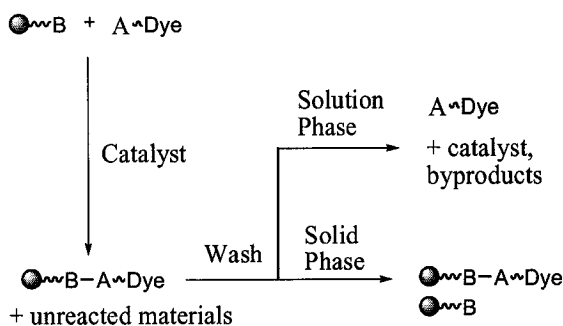 B + A~Dye
Catalyst
B–A~Dye
+ unreacted materials
Wash
Solution
Phase
A~Dye
+ catalyst,
byproducts
Solid
Phase
B–A~Dye
B